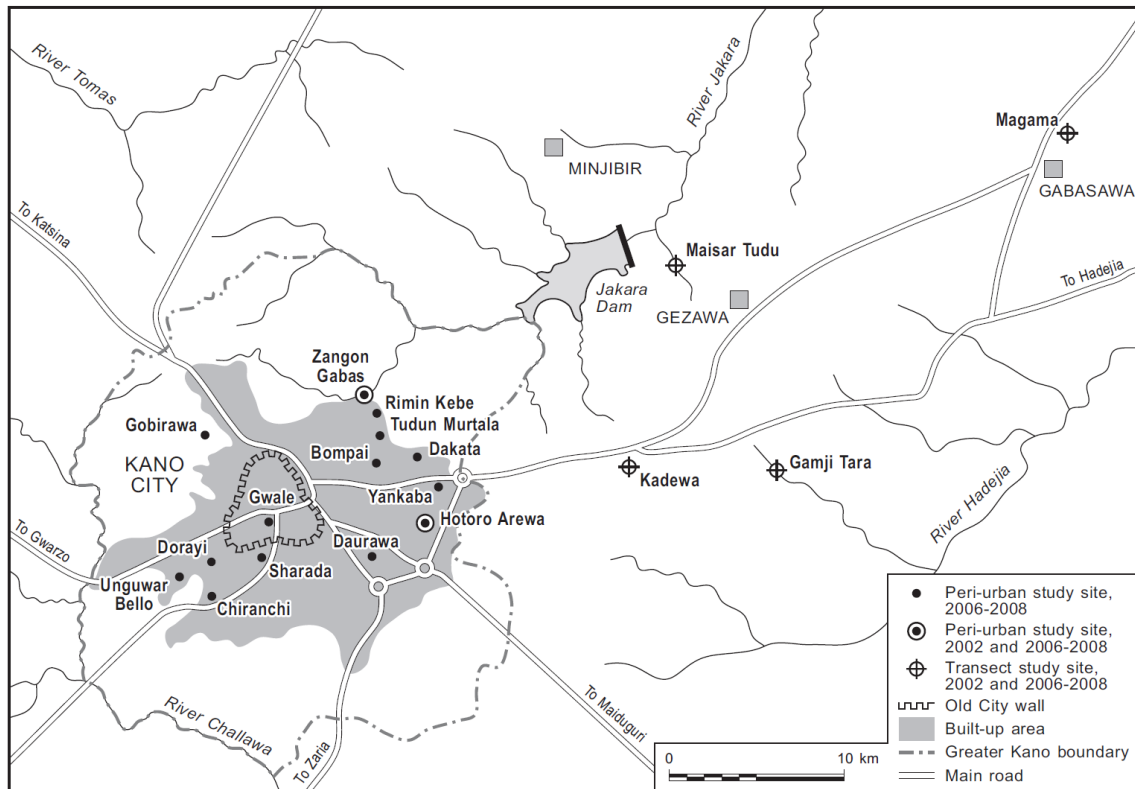 River Tomas
River Jakara
Magama
MINJIBIR
GABASAWA
To Katsina
Maisar Tudu
To Hadejia
Jakara
Dam
GEZAWA
Zangon
Gabas
Rimin Kebe
Tudun Murtala
Gobirawa
Bompai
Dakata
KANO
CITY
Kadewa
Gamji Tara
Yankaba
Gwale
River Hadejia
Hotoro Arewa
To Gwarzo
Dorayi
Daurawa
Sharada
Unguwar
Bello
Chiranchi
River Challawa
To Zaria
To Maiduguri
Peri-urban study site,
2006-2008
Peri-urban study site,
2002 and 2006-2008
Transect study site,
2002 and 2006-2008
Old City wall
Built-up area
Greater Kano boundary
Main road
0 10 km